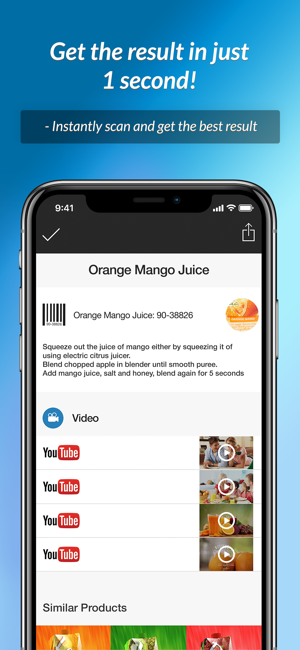 Get the result in just
1 second!
- Instantly scan and get the best result
9:41
Orange Mango Juice
90-38826
Orange Mango Juice: 90-38826
Squeeze out the juice of mango either by squeezing it of
using electric citrus juicer.
Blend chopped apple in blender until smooth puree.
Add mango juice, salt and honey, blend again for 5 seconds
Video
YouTube
YouTube
YouTube
YouTube
Similar Products